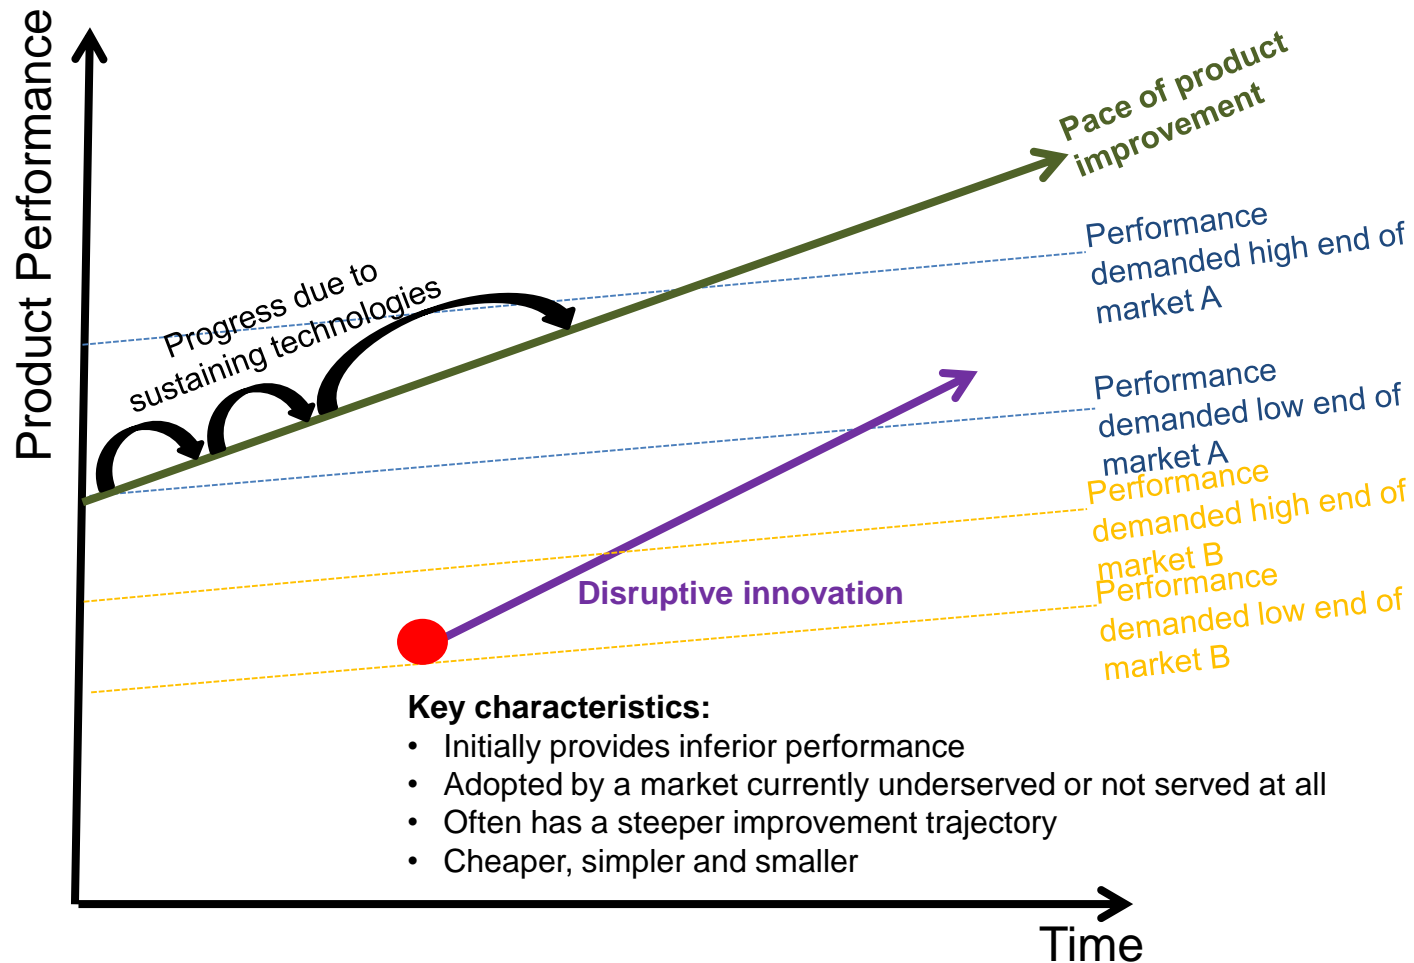 Product Performance
Pace of product
improvement
Performance
demanded high end of
market A
Progress due to
sustaining technologies
Performance
demanded low end of
market A
Performance
demanded high end of
market B
Performance
demanded low end of
market B
Disruptive innovation
Key characteristics:
• Initially provides inferior performance
• Adopted by a market currently underserved or not served at all
• Often has a steeper improvement trajectory
• Cheaper, simpler and smaller
Time